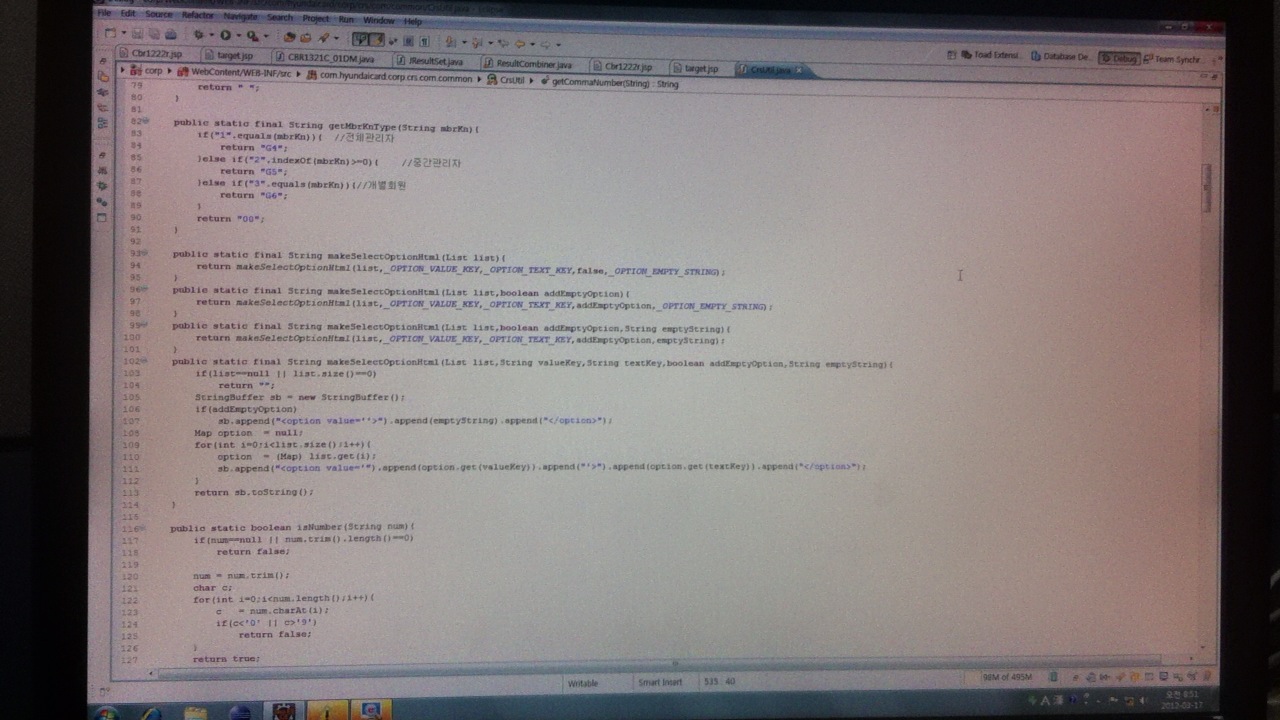 File Edit Source Refactor Navigate Search Project Run Window Help
Cbr1222r.jsp target.jsp CBR1321C_01DM.java JResultSet.java ResultCombiner.java Cbr1222r.jsp target.jsp CrsUtil.java
Toad Extensi... Database De... Debug Team Synchr...
corp WebContent/WEB-INF/src com.hyundaicard.corp.crs.com.common CrsUtil getCommaNumber(String) : String
79 return " ";
80 }
81
82 public static final String getMbrKnType(String mbrKn){
83 if("1".equals(mbrKn)){ //전체관리자
84 return "G4";
85 }else if("2".indexOf(mbrKn)>=0){ //중간관리자
86 return "G5";
87 }else if("3".equals(mbrKn)){//개별회원
88 return "G6";
89 }
90 return "00";
91 }
92
93 public static final String makeSelectOptionHtml(List list){
94 return makeSelectOptionHtml(list,_OPTION_VALUE_KEY,_OPTION_TEXT_KEY,false,_OPTION_EMPTY_STRING);
95 }
96 public static final String makeSelectOptionHtml(List list,boolean addEmptyOption){
97 return makeSelectOptionHtml(list,_OPTION_VALUE_KEY,_OPTION_TEXT_KEY,addEmptyOption,_OPTION_EMPTY_STRING);
98 }
99 public static final String makeSelectOptionHtml(List list,boolean addEmptyOption,String emptyString){
100 return makeSelectOptionHtml(list,_OPTION_VALUE_KEY,_OPTION_TEXT_KEY,addEmptyOption,emptyString);
101 }
102 public static final String makeSelectOptionHtml(List list,String valueKey,String textKey,boolean addEmptyOption,String emptyString){
103 if(list==null || list.size()==0)
104 return "";
105 StringBuffer sb = new StringBuffer();
106 if(addEmptyOption)
107 sb.append("<option value=''>").append(emptyString).append("</option>");
108 Map option = null;
109 for(int i=0;i<list.size();i++){
110 option = (Map) list.get(i);
111 sb.append("<option value='").append(option.get(valueKey)).append("'>").append(option.get(textKey)).append("</option>");
112 }
113 return sb.toString();
114 }
115
116 public static boolean isNumber(String num){
117 if(num==null || num.trim().length()==0)
118 return false;
120 num = num.trim();
121 char c;
122 for(int i=0;i<num.length();i++){
123 c = num.charAt(i);
124 if(c<'0' || c>'9')
125 return false;
126 }
127 return true;
Writable Smart Insert 535 : 40 98M of 495M
A 오전 8:51
2012-02-17